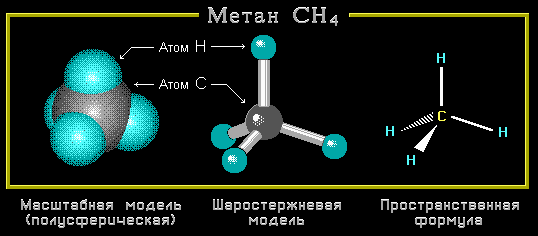 Метан CH4
Атом H
Атом C
H
C
H
H
H
Масштабная модель
(полусферическая)
Шаростержневая
модель
Пространственная
формула